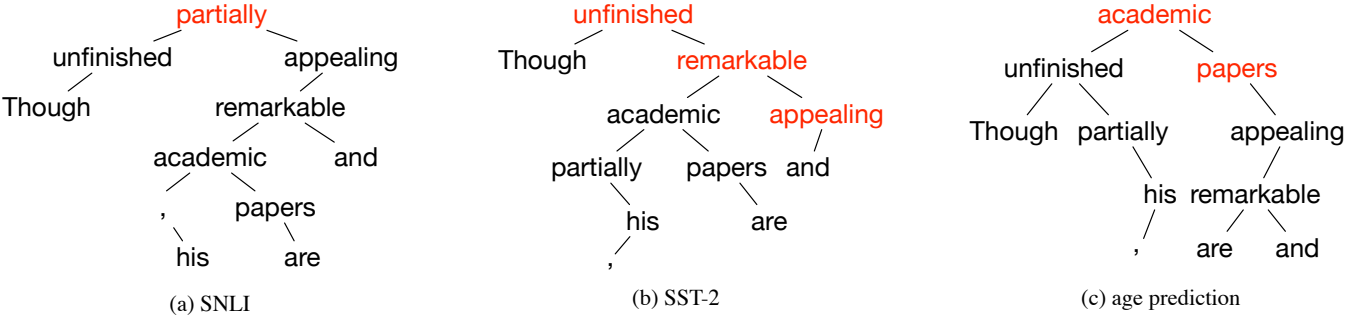 partially
unfinished appealing
Though remarkable
academic and
, papers
his are
(a) SNLI
unfinished
Though remarkable
academic appealing
partially papers and
his are
,
(b) SST-2
academic
unfinished papers
Though partially appealing
his remarkable
, are and
(c) age prediction